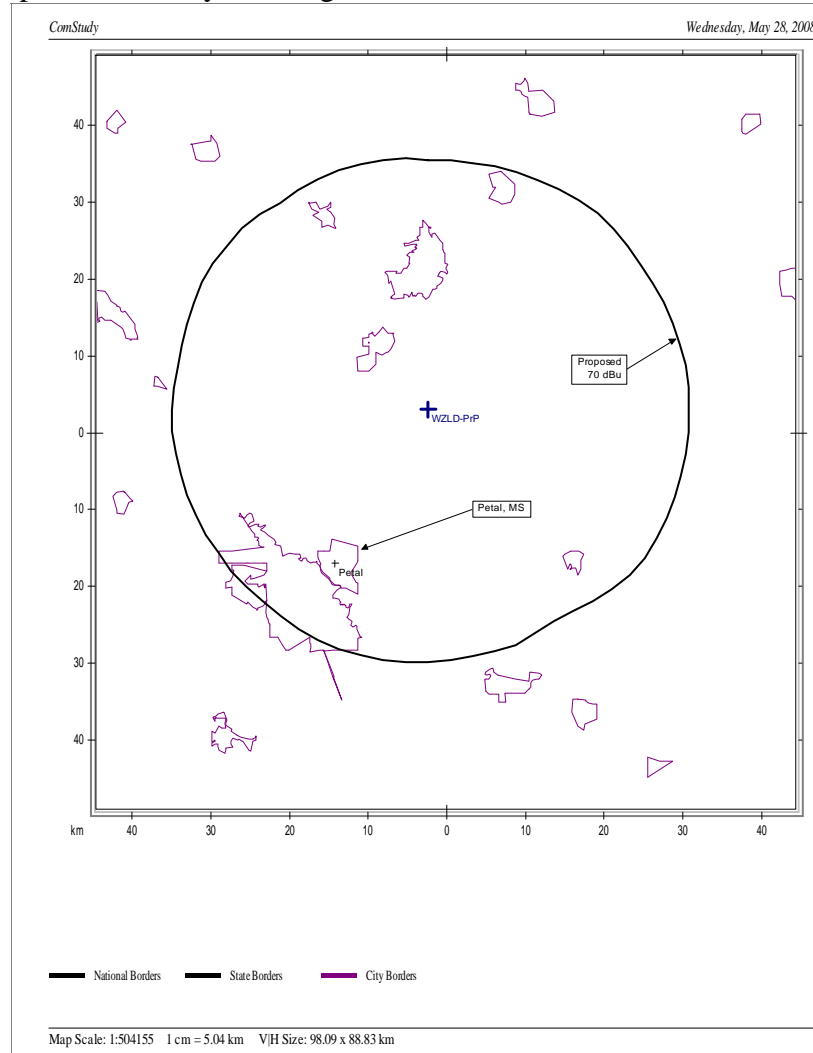 ComStudy Wednesday, May 28, 2008
40
30
20
10
0
10
20
30
40
Proposed
70 dBu
WZLD-PrP
Petal, MS
Petal
km 40 30 20 10 0 10 20 30 40
National Borders State Borders City Borders
Map Scale: 1:504155 1 cm = 5.04 km V|H Size: 98.09 x 88.83 km